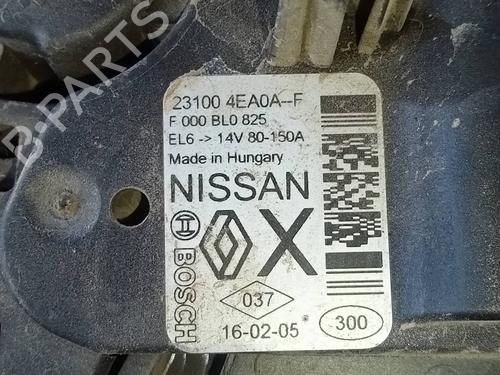 23100 4EA0A--F
F 000 BL0 825
EL6 -> 14V 80-150A
Made in Hungary
NISSAN
BOSCH
X
037
16-02-05
300
B-PARTS